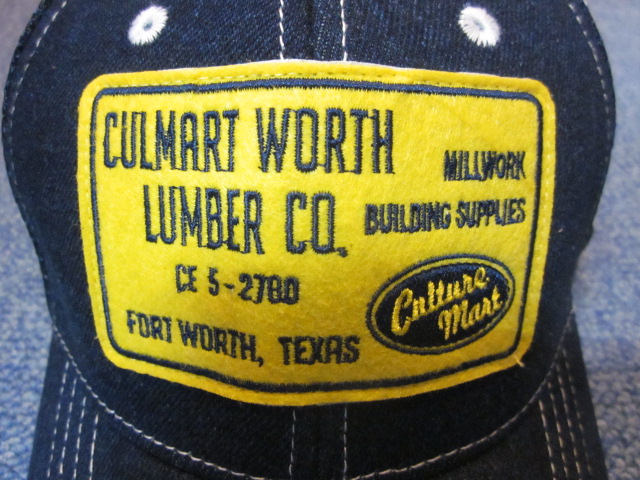 CULMART WORTH
LUMBER CO.
MILLWORK
BUILDING SUPPLIES
CE 5-2780
FORT WORTH, TEXAS
Culture
Mart